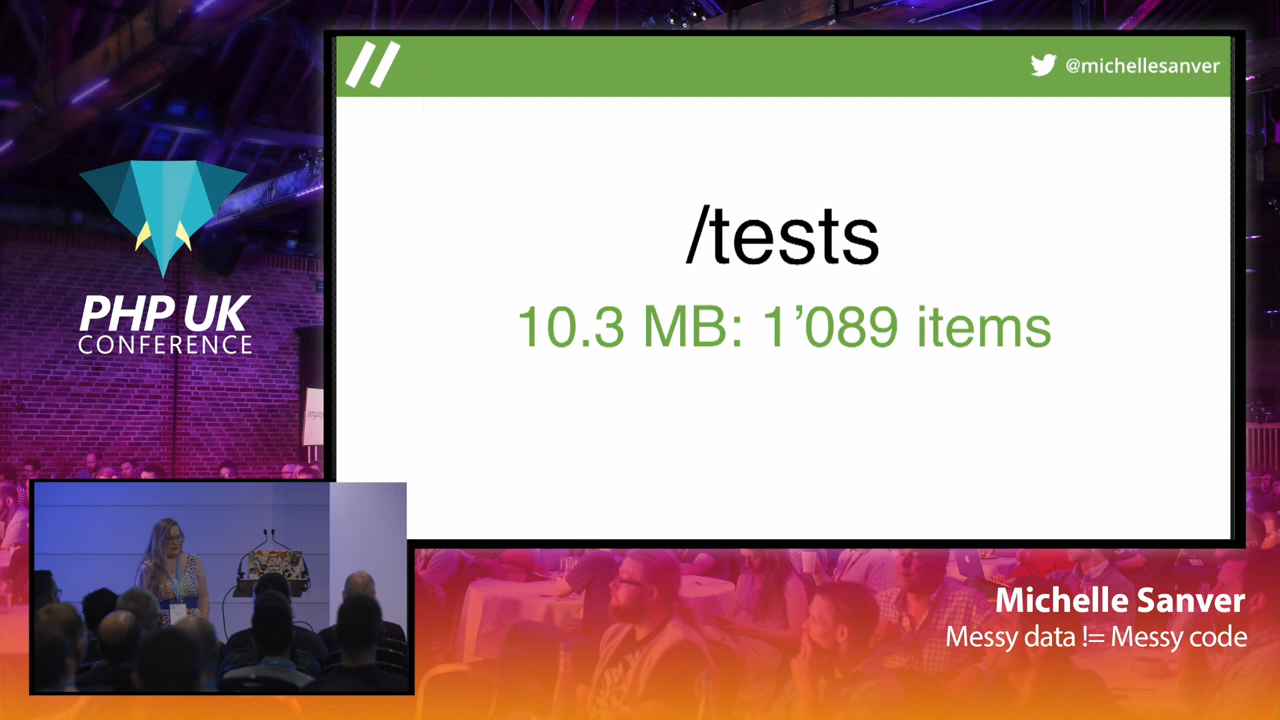 @michellesanver
/tests
10.3 MB: 1’089 items
PHP UK
CONFERENCE
Michelle Sanver
Messy data != Messy code